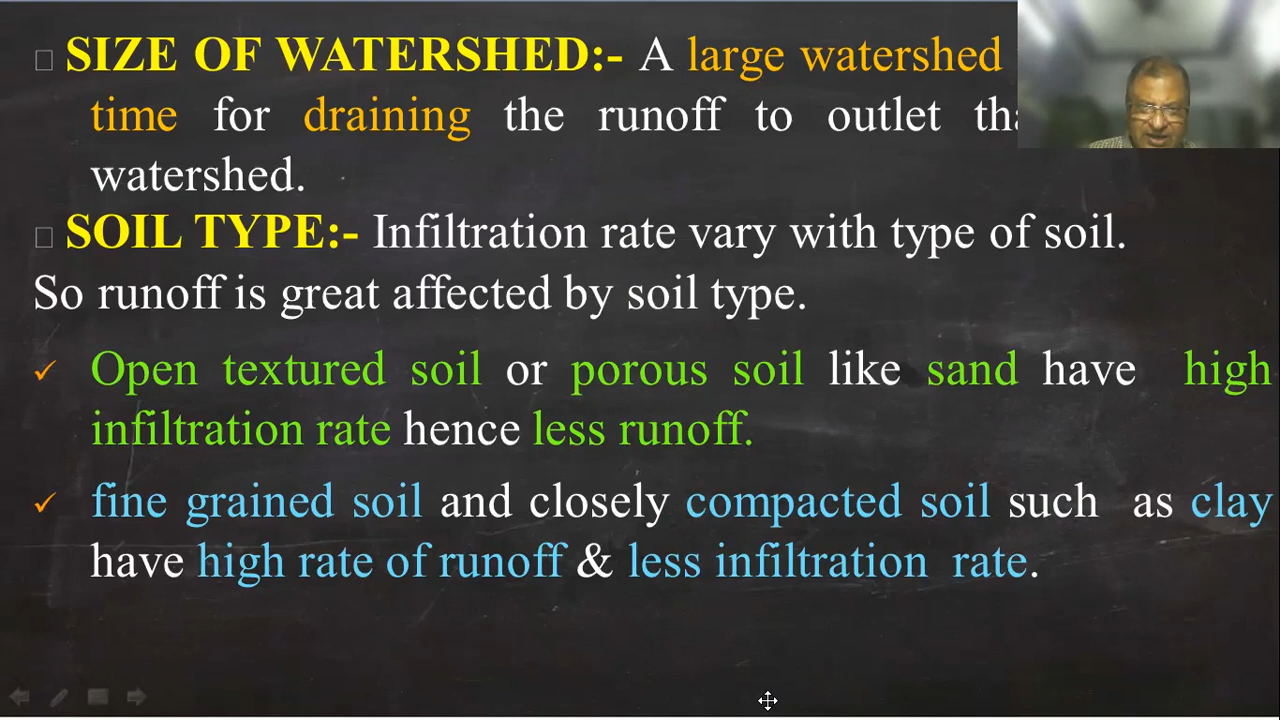 SIZE OF WATERSHED:- A large watershed
time for draining the runoff to outlet
watershed.
SOIL TYPE:- Infiltration rate vary with type of soil.
So runoff is great affected by soil type.
✓ Open textured soil or porous soil like sand have high
infiltration rate hence less runoff.
✓ fine grained soil and closely compacted soil such as clay
have high rate of runoff & less infiltration rate.